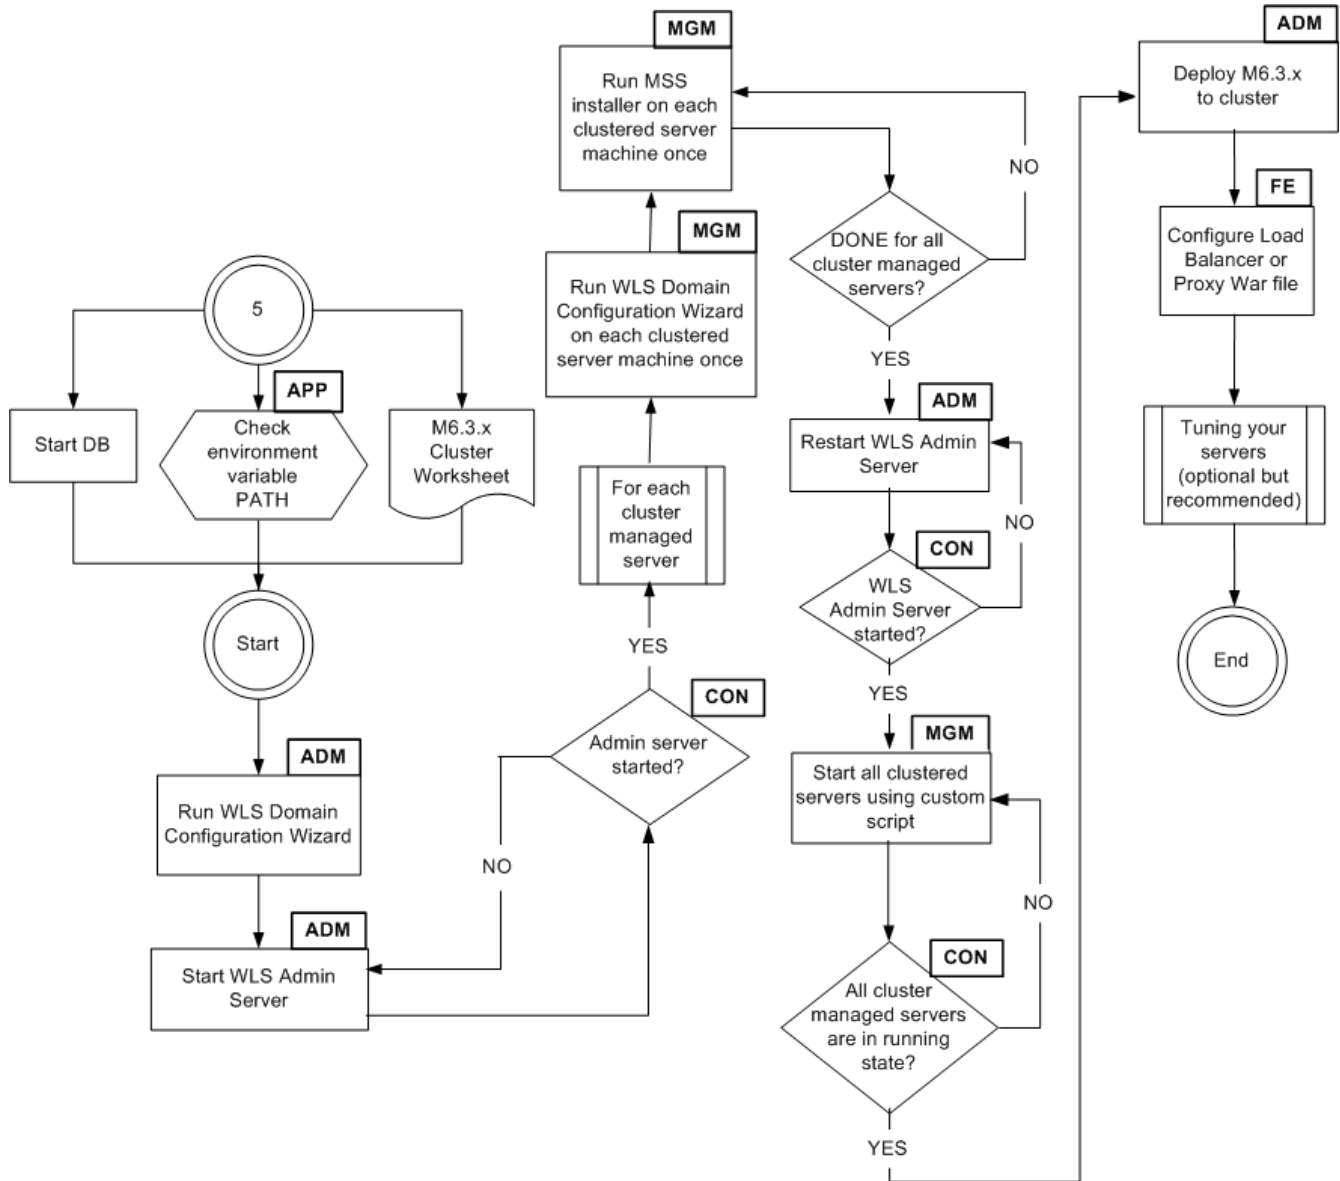 5
Start DB
APP
Check
environment
variable
PATH
M6.3.x
Cluster
Worksheet
Start
ADM
Run WLS Domain
Configuration Wizard
ADM
Start WLS Admin
Server
CON
Admin server
started?
NO
YES
For each
cluster
managed
server
MGM
Run WLS Domain
Configuration Wizard
on each clustered
server machine once
MGM
Run MSS
installer on each
clustered server
machine once
DONE for all
cluster managed
servers?
NO
YES
ADM
Restart WLS Admin
Server
CON
WLS
Admin Server
started?
NO
YES
MGM
Start all clustered
servers using custom
script
CON
All cluster
managed servers
are in running
state?
NO
YES
ADM
Deploy M6.3.x
to cluster
FE
Configure Load
Balancer or
Proxy War file
Tuning your
servers
(optional but
recommended)
End